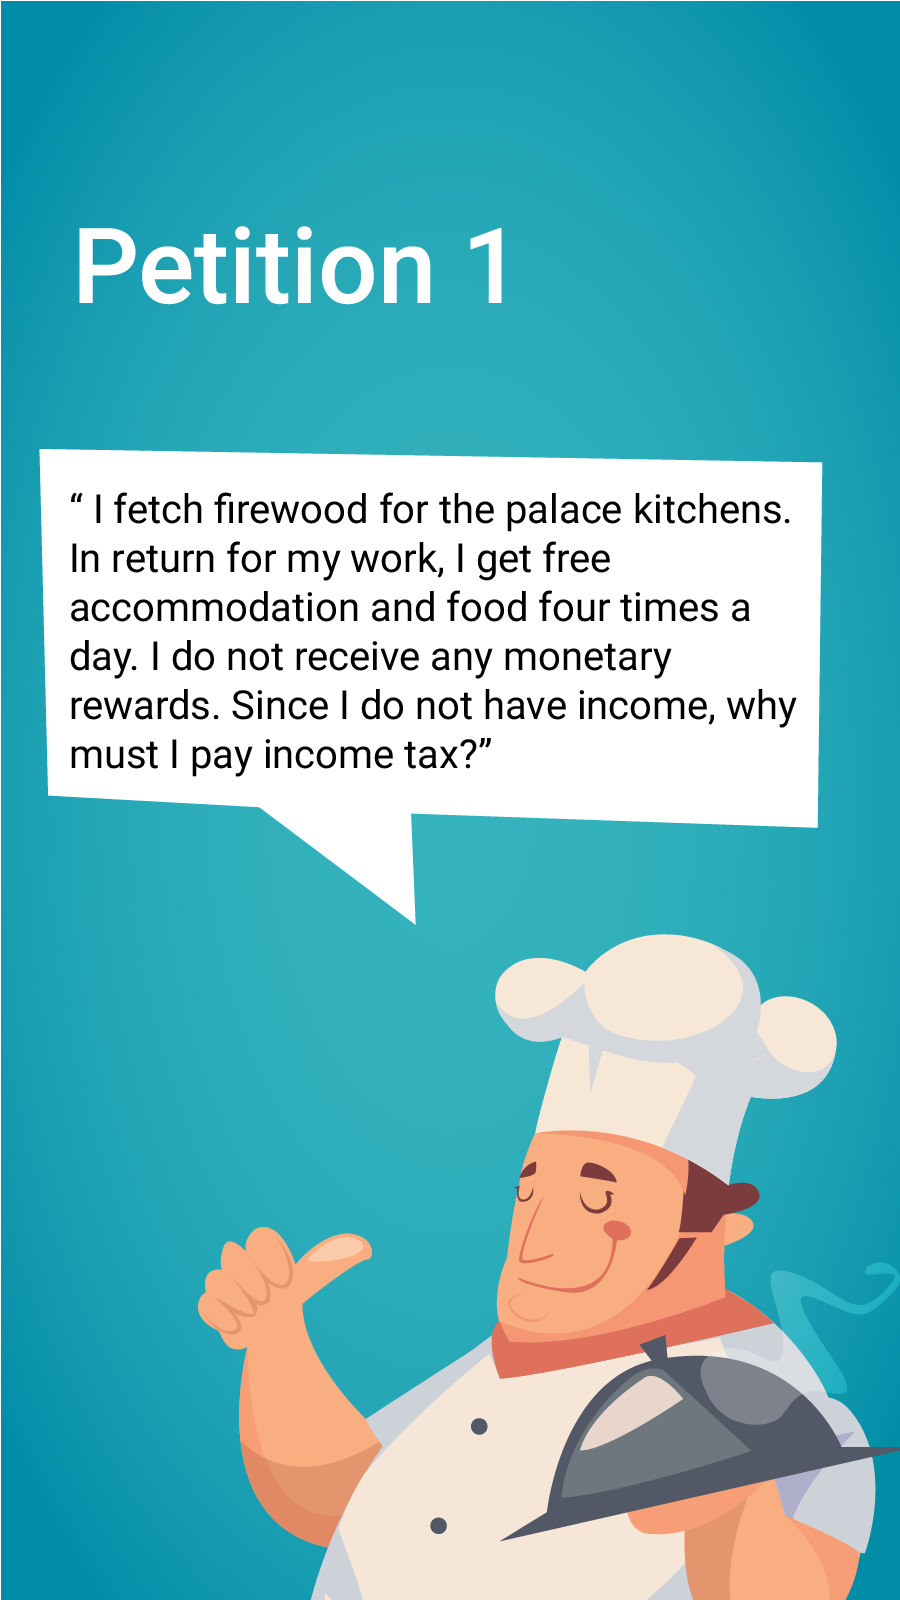 Petition 1
“ I fetch firewood for the palace kitchens.
In return for my work, I get free
accommodation and food four times a
day. I do not receive any monetary
rewards. Since I do not have income, why
must I pay income tax?”